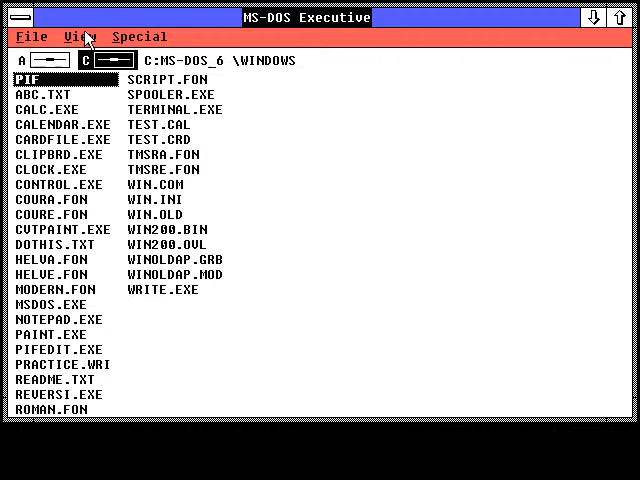 MS-DOS Executive
File View Special
A C C:MS-DOS_6 \WINDOWS
PIF SCRIPT.FON
ABC.TXT SPOOLER.EXE
CALC.EXE TERMINAL.EXE
CALENDAR.EXE TEST.CAL
CARDFILE.EXE TEST.CRD
CLIPBRD.EXE TMSRA.FON
CLOCK.EXE TMSRE.FON
CONTROL.EXE WIN.COM
COURA.FON WIN.INI
COURE.FON WIN.OLD
CVTPAINT.EXE WIN200.BIN
DOTHIS.TXT WIN200.OVL
HELVA.FON WINOLDAP.GRB
HELVE.FON WINOLDAP.MOD
MODERN.FON WRITE.EXE
MSDOS.EXE
NOTEPAD.EXE
PAINT.EXE
PIFEDIT.EXE
PRACTICE.WRI
README.TXT
REVERSI.EXE
ROMAN.FON